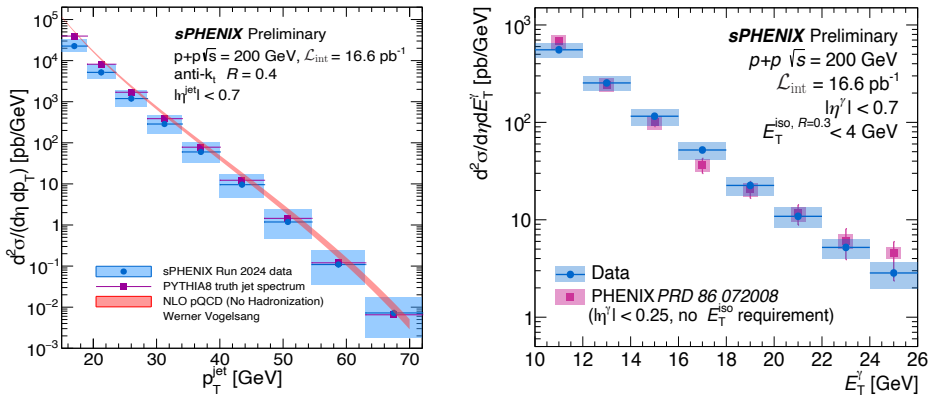 sPHENIX Preliminary
p+p √s = 200 GeV, ℒint = 16.6 pb⁻¹
anti-kt R = 0.4
|ηjet| < 0.7
sPHENIX Run 2024 data
PYTHIA8 truth jet spectrum
NLO pQCD (No Hadronization)
Werner Vogelsang
d²σ/(dη dpT) [pb/GeV]
10⁵
10⁴
10³
10²
10
1
10⁻¹
10⁻²
10⁻³
20 30 40 50 60 70
pTjet [GeV]
sPHENIX Preliminary
p+p √s = 200 GeV
ℒint = 16.6 pb⁻¹
|ηγ| < 0.7
ETiso, R=0.3 < 4 GeV
Data
PHENIX PRD 86 072008
(|ηγ| < 0.25, no ETiso requirement)
d²σ/dηdETγ [pb/GeV]
10³
10²
10
1
10 12 14 16 18 20 22 24 26
ETγ [GeV]